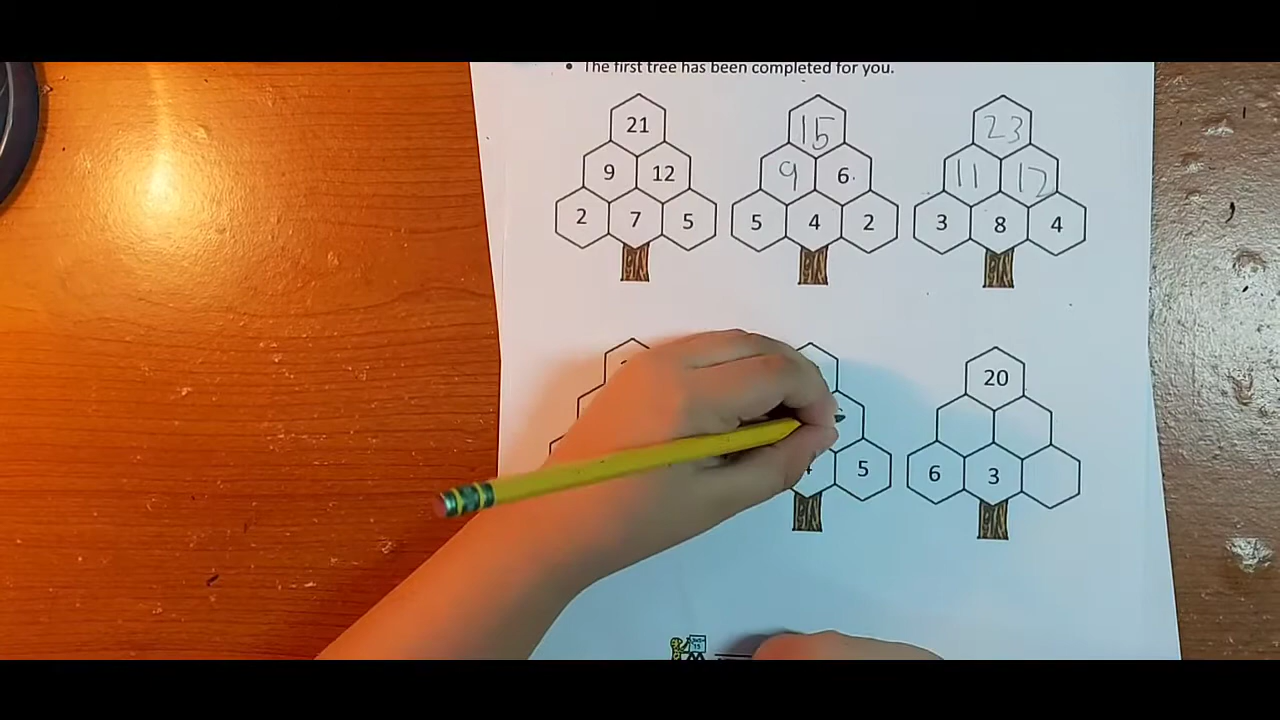 • The first tree has been completed for you.
21 15 23
9 12 9 6 11 12
2 7 5 5 4 2 3 8 4
20
5 6 3